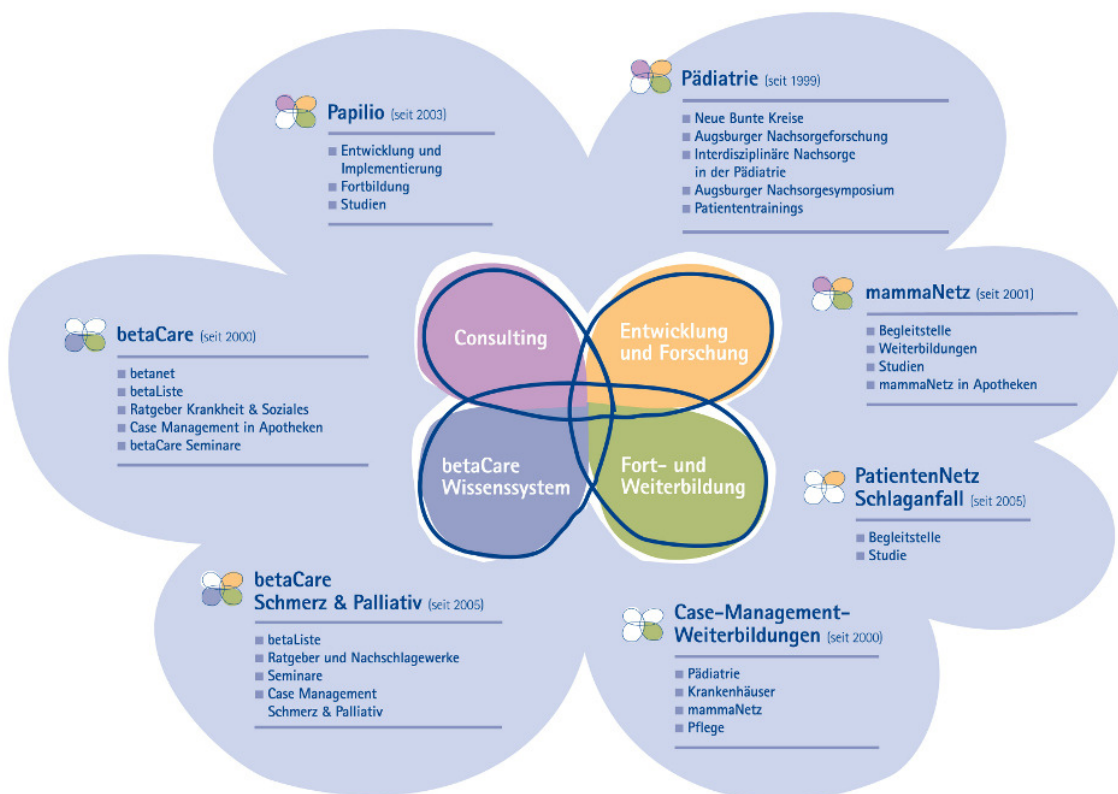 Papilio (seit 2003)
Entwicklung und
Implementierung
Fortbildung
Studien
Pädiatrie (seit 1999)
Neue Bunte Kreise
Augsburger Nachsorgeforschung
Interdisziplinäre Nachsorge
in der Pädiatrie
Augsburger Nachsorgesymposium
Patiententrainings
betaCare (seit 2000)
betanet
betaListe
Ratgeber Krankheit & Soziales
Case Management in Apotheken
betaCare Seminare
Consulting
Entwicklung
und Forschung
betaCare
Wissenssystem
Fort- und
Weiterbildung
mammaNetz (seit 2001)
Begleitstelle
Weiterbildungen
Studien
mammaNetz in Apotheken
PatientenNetz
Schlaganfall (seit 2005)
Begleitstelle
Studie
betaCare
Schmerz & Palliativ (seit 2005)
betaListe
Ratgeber und Nachschlagewerke
Seminare
Case Management
Schmerz & Palliativ
Case-Management-
Weiterbildungen (seit 2000)
Pädiatrie
Krankenhäuser
mammaNetz
Pflege